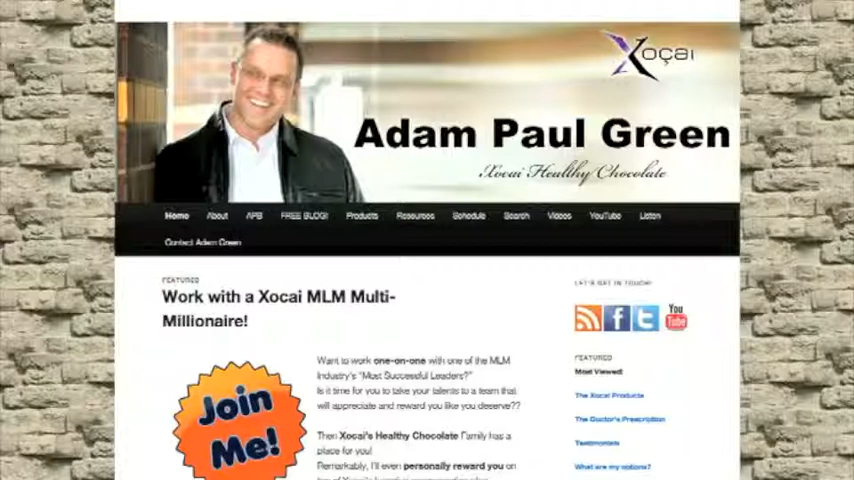 Xoçai
Adam Paul Green
Xocai Healthy Chocolate
Home About APB FREE BLOG! Products Resources Schedule Search Videos YouTube Listen
Contact Adam Green
FEATURED
Work with a Xocai MLM Multi-
Millionaire!
Join
Me!
Want to work one-on-one with one of the MLM
Industry's "Most Successful Leaders?"
Is it time for you to take your talents to a team that
will appreciate and reward you like you deserve??
Then Xocai's Healthy Chocolate Family has a
place for you!
Remarkably, I'll even personally reward you on
LET'S GET IN TOUCH!
You
Tube
FEATURED
Most Viewed!
The Xocai Products
The Doctor's Prescription
Testimonials
What are my options?